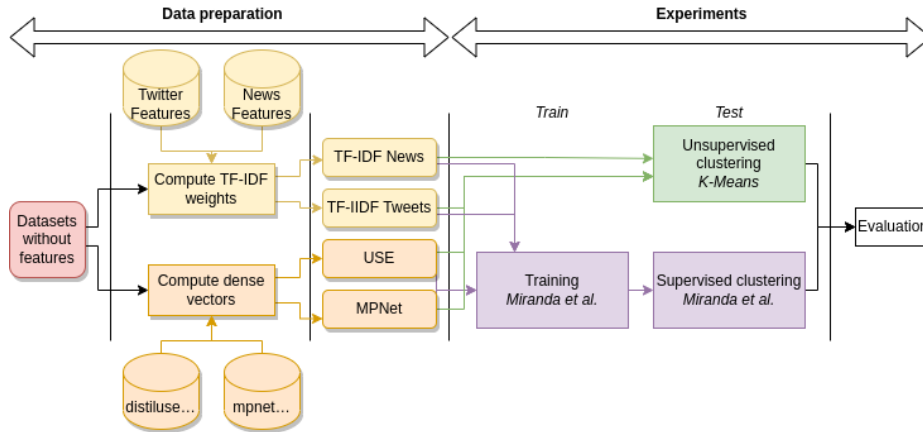 Data preparation
Experiments
Twitter
Features
News
Features
Train
Test
TF-IDF News
Unsupervised
clustering
K-Means
Compute TF-IDF
weights
TF-IIDF Tweets
Datasets
without
features
Evaluation
USE
Compute dense
vectors
Training
Miranda et al.
Supervised clustering
Miranda et al.
MPNet
distiluse...
mpnet...